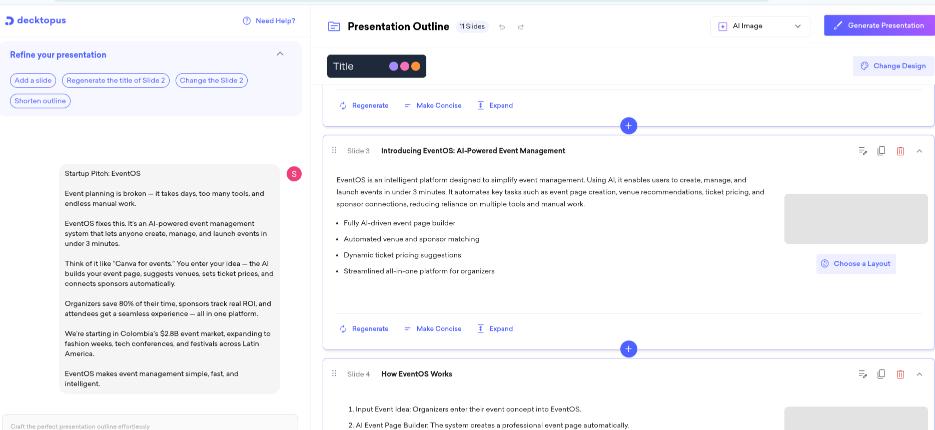 decktopus
Need Help?
Refine your presentation
Add a slide
Regenerate the title of Slide 2
Change the Slide 2
Shorten outline
Startup Pitch: EventOS
S
Event planning is broken — it takes days, too many tools, and
endless manual work.
EventOS fixes this. It's an AI-powered event management
system that lets anyone create, manage, and launch events in
under 3 minutes.
Think of it like "Canva for events." You enter your idea — the AI
builds your event page, suggests venues, sets ticket prices, and
connects sponsors automatically.
Organizers save 80% of their time, sponsors track real ROI, and
attendees get a seamless experience — all in one platform.
We're starting in Colombia's $2.8B event market, expanding to
fashion weeks, tech conferences, and festivals across Latin
America.
EventOS makes event management simple, fast, and
intelligent.
Craft the perfect presentation outline effortlessly
Presentation Outline
11 Slides
AI Image
Generate Presentation
Title
Change Design
Regenerate
Make Concise
Expand
Slide 3
Introducing EventOS: AI-Powered Event Management
EventOS is an intelligent platform designed to simplify event management. Using AI, it enables users to create, manage, and
launch events in under 3 minutes. It automates key tasks such as event page creation, venue recommendations, ticket pricing, and
sponsor connections, reducing reliance on multiple tools and manual work.
• Fully AI-driven event page builder
• Automated venue and sponsor matching
• Dynamic ticket pricing suggestions
• Streamlined all-in-one platform for organizers
Choose a Layout
Regenerate
Make Concise
Expand
Slide 4
How EventOS Works
1. Input Event Idea: Organizers enter their event concept into EventOS.
2. AI Event Page Builder: The system creates a professional event page automatically.